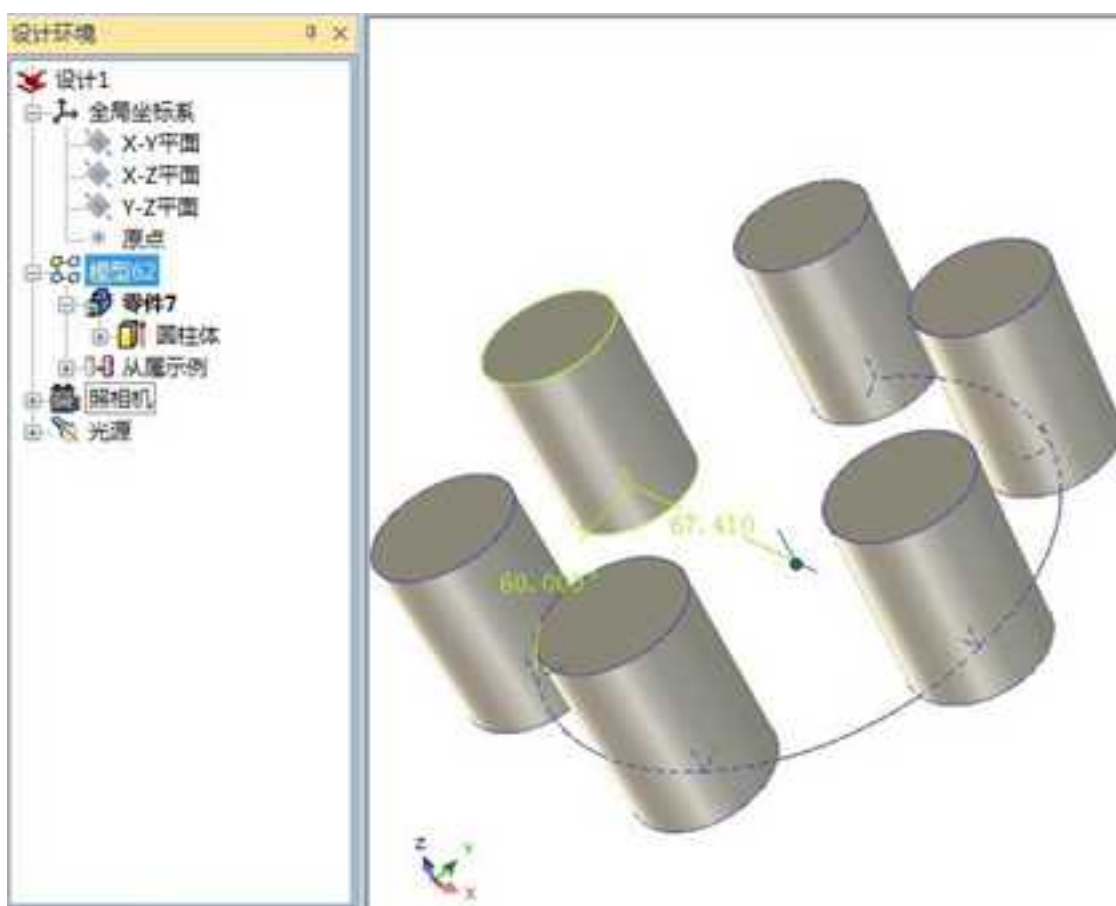 设计环境
设计1
全局坐标系
X-Y平面
X-Z平面
Y-Z平面
原点
模型62
零件7
圆柱体
从属示例
照相机
光源
67.410
60.000°
Z
Y
X